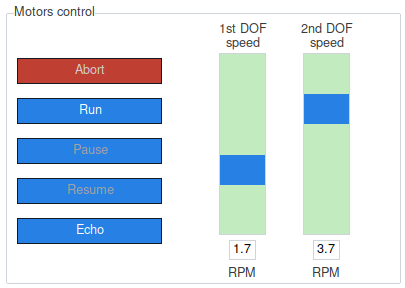 Motors control
Abort
Run
Pause
Resume
Echo
1st DOF
speed
1.7
RPM
2nd DOF
speed
3.7
RPM